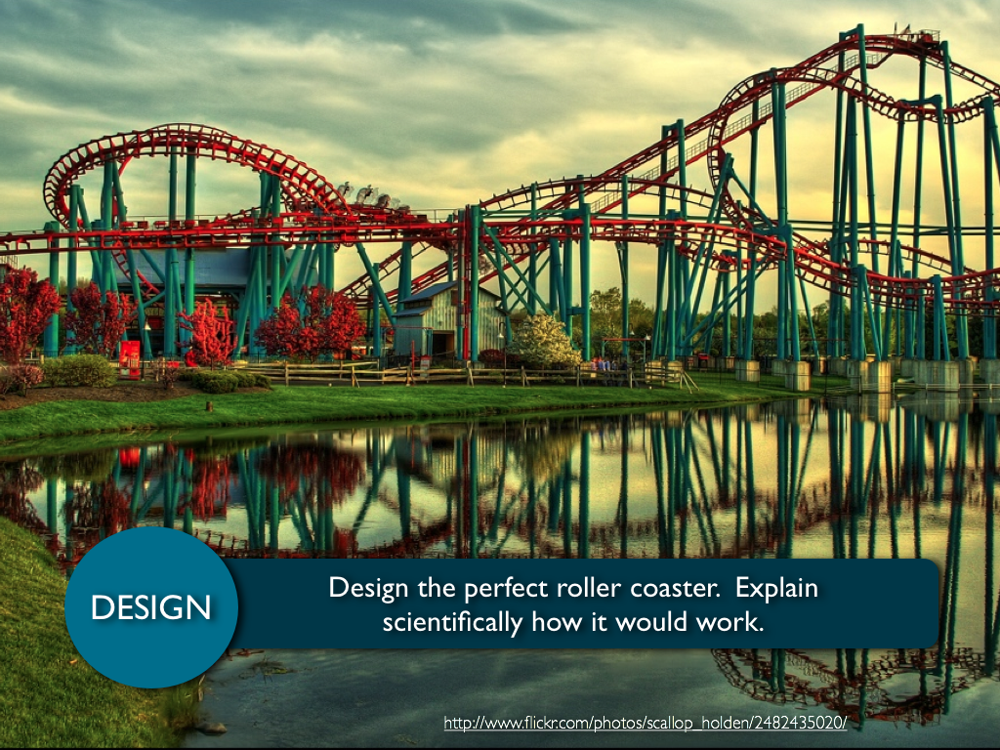 DESIGN
Design the perfect roller coaster.  Explain
scientifically how it would work.
http://www.flickr.com/photos/scallop_holden/2482435020/